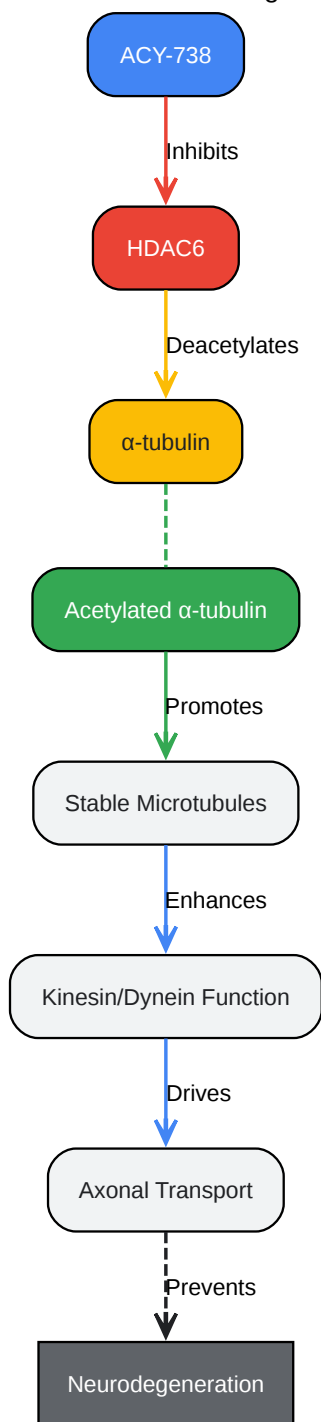 ACY-738
Inhibits
HDAC6
Deacetylates
α-tubulin
Acetylated α-tubulin
Promotes
Stable Microtubules
Enhances
Kinesin/Dynein Function
Drives
Axonal Transport
Prevents
Neurodegeneration